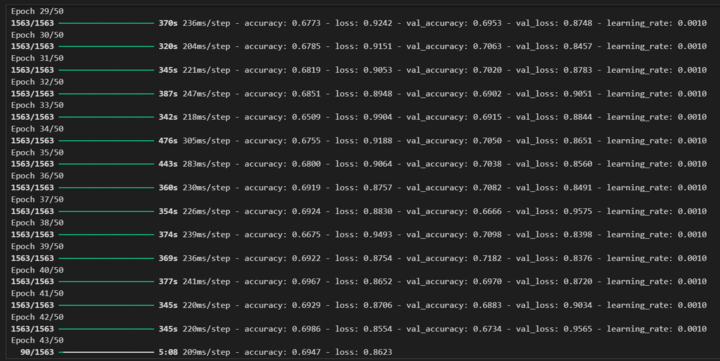 Epoch 29/50
1563/1563 370s 236ms/step - accuracy: 0.6773 - loss: 0.9242 - val_accuracy: 0.6953 - val_loss: 0.8748 - learning_rate: 0.0010
Epoch 30/50
1563/1563 320s 204ms/step - accuracy: 0.6785 - loss: 0.9151 - val_accuracy: 0.7063 - val_loss: 0.8457 - learning_rate: 0.0010
Epoch 31/50
1563/1563 345s 221ms/step - accuracy: 0.6819 - loss: 0.9053 - val_accuracy: 0.7020 - val_loss: 0.8783 - learning_rate: 0.0010
Epoch 32/50
1563/1563 387s 247ms/step - accuracy: 0.6851 - loss: 0.8948 - val_accuracy: 0.6902 - val_loss: 0.9051 - learning_rate: 0.0010
Epoch 33/50
1563/1563 342s 218ms/step - accuracy: 0.6509 - loss: 0.9904 - val_accuracy: 0.6915 - val_loss: 0.8844 - learning_rate: 0.0010
Epoch 34/50
1563/1563 476s 305ms/step - accuracy: 0.6755 - loss: 0.9188 - val_accuracy: 0.7050 - val_loss: 0.8651 - learning_rate: 0.0010
Epoch 35/50
1563/1563 443s 283ms/step - accuracy: 0.6800 - loss: 0.9064 - val_accuracy: 0.7038 - val_loss: 0.8560 - learning_rate: 0.0010
Epoch 36/50
1563/1563 360s 230ms/step - accuracy: 0.6919 - loss: 0.8757 - val_accuracy: 0.7082 - val_loss: 0.8491 - learning_rate: 0.0010
Epoch 37/50
1563/1563 354s 226ms/step - accuracy: 0.6924 - loss: 0.8830 - val_accuracy: 0.6666 - val_loss: 0.9575 - learning_rate: 0.0010
Epoch 38/50
1563/1563 374s 239ms/step - accuracy: 0.6675 - loss: 0.9493 - val_accuracy: 0.7098 - val_loss: 0.8398 - learning_rate: 0.0010
Epoch 39/50
1563/1563 369s 236ms/step - accuracy: 0.6922 - loss: 0.8754 - val_accuracy: 0.7182 - val_loss: 0.8376 - learning_rate: 0.0010
Epoch 40/50
1563/1563 377s 241ms/step - accuracy: 0.6967 - loss: 0.8652 - val_accuracy: 0.6970 - val_loss: 0.8720 - learning_rate: 0.0010
Epoch 41/50
1563/1563 345s 220ms/step - accuracy: 0.6929 - loss: 0.8706 - val_accuracy: 0.6883 - val_loss: 0.9034 - learning_rate: 0.0010
Epoch 42/50
1563/1563 345s 220ms/step - accuracy: 0.6986 - loss: 0.8554 - val_accuracy: 0.6734 - val_loss: 0.9565 - learning_rate: 0.0010
Epoch 43/50
90/1563 5:08 209ms/step - accuracy: 0.6947 - loss: 0.8623